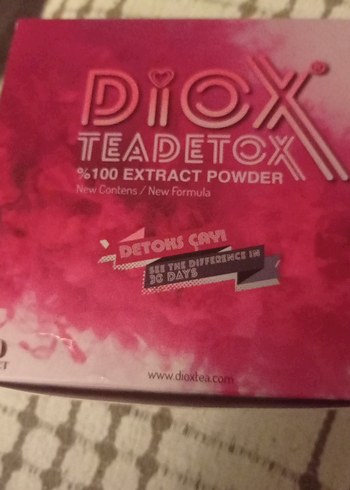 DiOX®
TEADETOX
%100 EXTRACT POWDER
New Contens / New Formula
DETOKS ÇAYI
SEE THE DIFFERENCE IN
30 DAYS
www.dioxtea.com